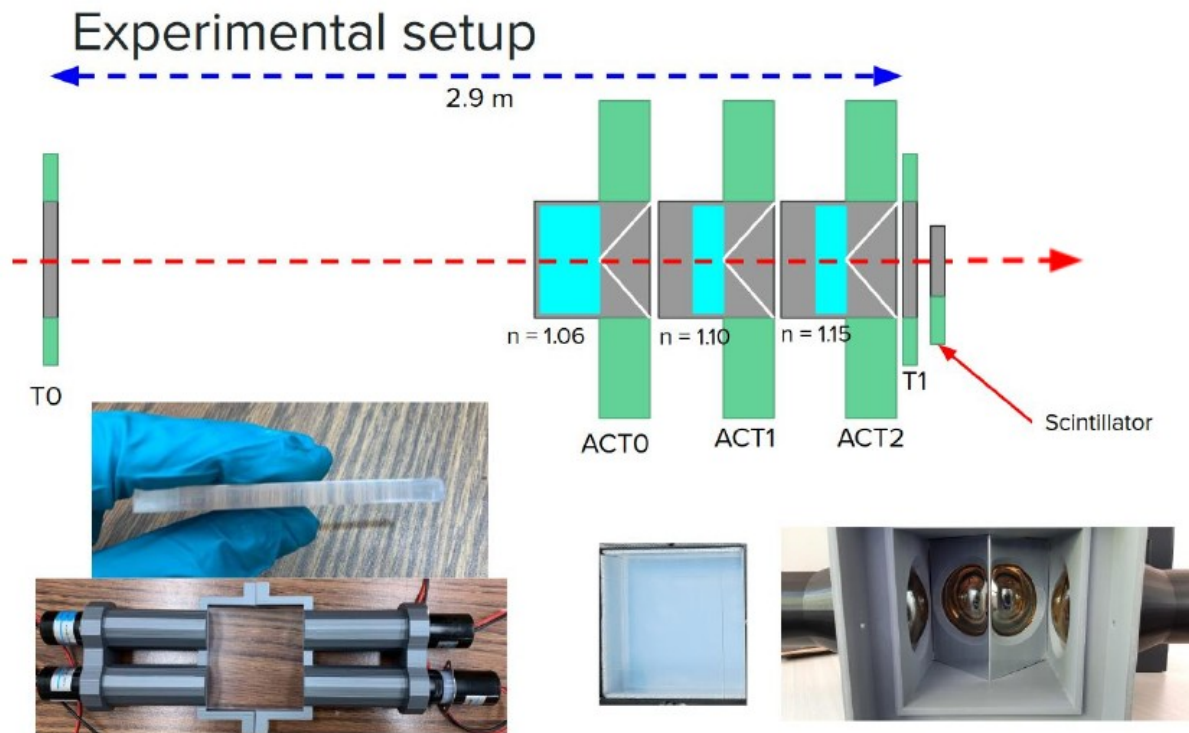 Experimental setup
2.9 m
n = 1.06
n = 1.10
n = 1.15
T0
T1
ACT0
ACT1
ACT2
Scintillator